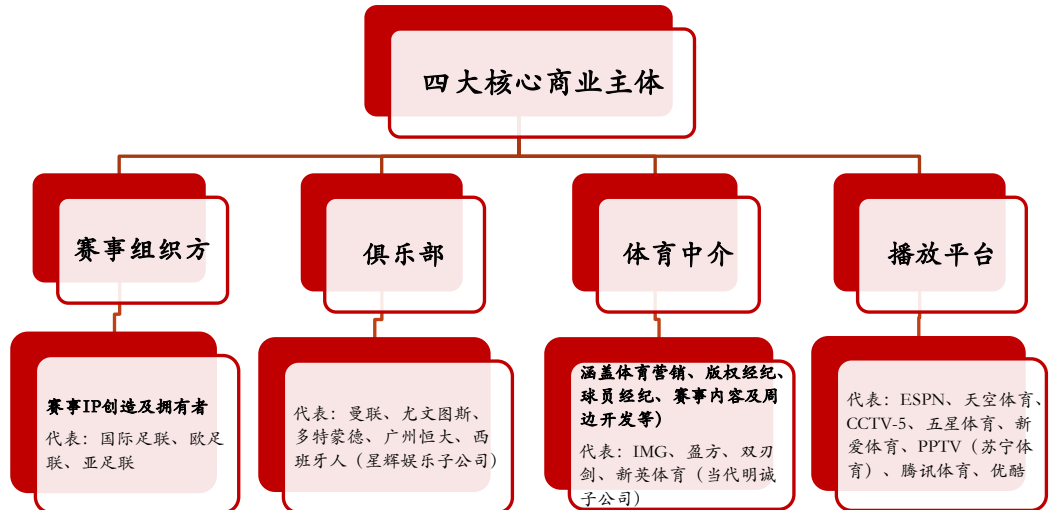 四大核心商业主体
赛事组织方
俱乐部
体育中介
播放平台
赛事IP创造及拥有者
代表：国际足联、欧足
联、亚足联
代表：曼联、尤文图斯、
多特蒙德、广州恒大、西
班牙人（星辉娱乐子公司）
涵盖体育营销、版权经纪、
球员经纪、赛事内容及周
边开发等）
代表：IMG、盈方、双刃
剑、新英体育（当代明诚
子公司）
代表：ESPN、天空体育、
CCTV-5、五星体育、新
爱体育、PPTV（苏宁体
育）、腾讯体育、优酷